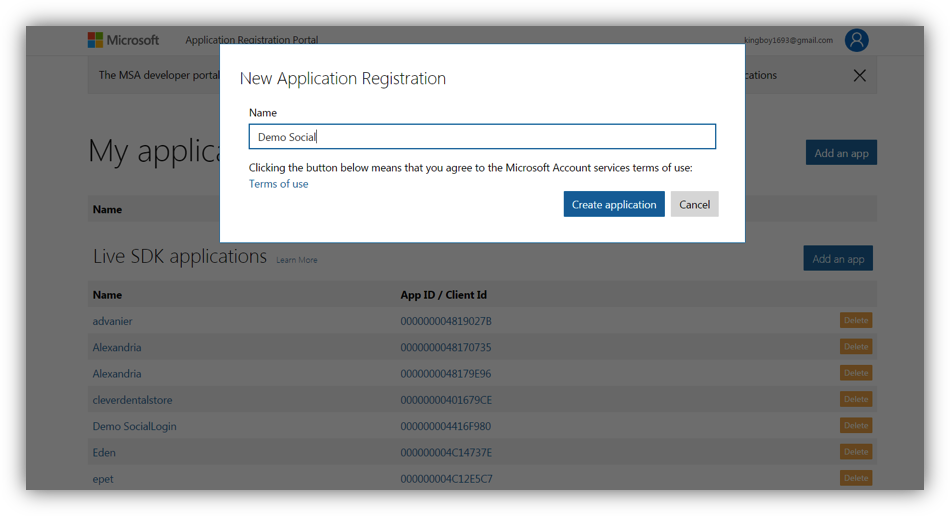 Microsoft Application Registration Portal kingboy1693@gmail.com
The MSA developer portal cations
New Application Registration
Name
Demo Social
Clicking the button below means that you agree to the Microsoft Account services terms of use:
Terms of use
Create application Cancel
My applica Add an app
Name
Live SDK applications Learn More Add an app
Name App ID / Client Id
advanier 000000004819027B Delete
Alexandria 0000000048170735 Delete
Alexandria 0000000048179E96 Delete
cleverdentalstore 00000000401679CE Delete
Demo SocialLogin 000000004416F980 Delete
Eden 000000004C14737E Delete
epet 000000004C12E5C7 Delete